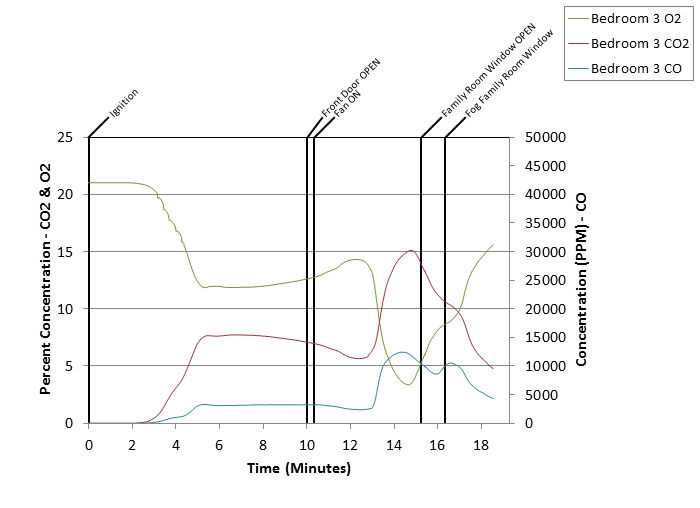 Bedroom 3 O2
Bedroom 3 CO2
Bedroom 3 CO
Ignition
Front Door OPEN
Fan ON
Family Room Window OPEN
Fog Family Room Window
25
20
15
10
5
0
Percent Concentration - CO2 & O2
50000
45000
40000
35000
30000
25000
20000
15000
10000
5000
0
Concentration (PPM) - CO
0 2 4 6 8 10 12 14 16 18
Time (Minutes)